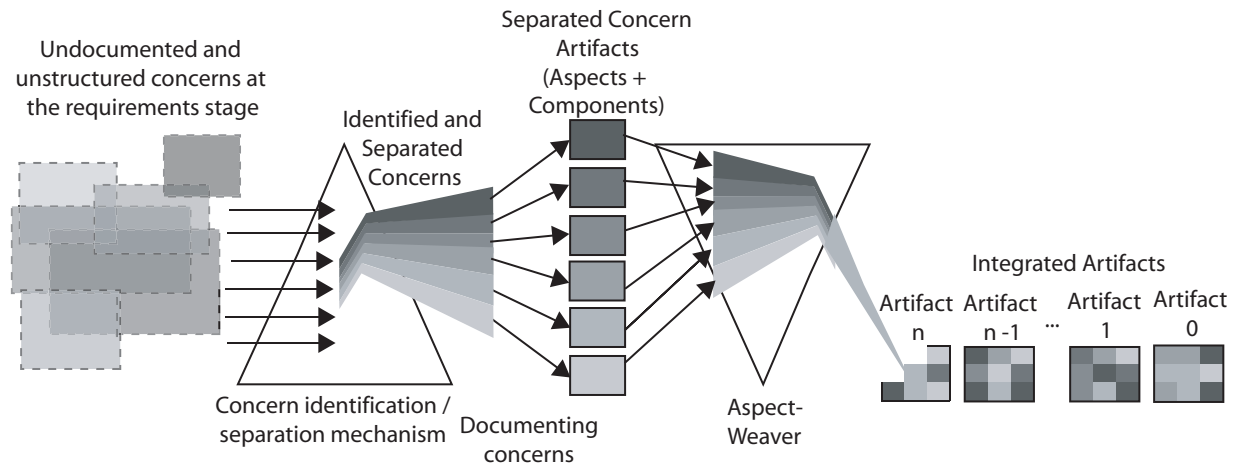 Undocumented and
unstructured concerns at
the requirements stage
Identified and
Separated
Concerns
Separated Concern
Artifacts
(Aspects +
Components)
Concern identification /
separation mechanism
Documenting
concerns
Aspect-
Weaver
Integrated Artifacts
Artifact
n
Artifact
n -1
...
Artifact
1
Artifact
0